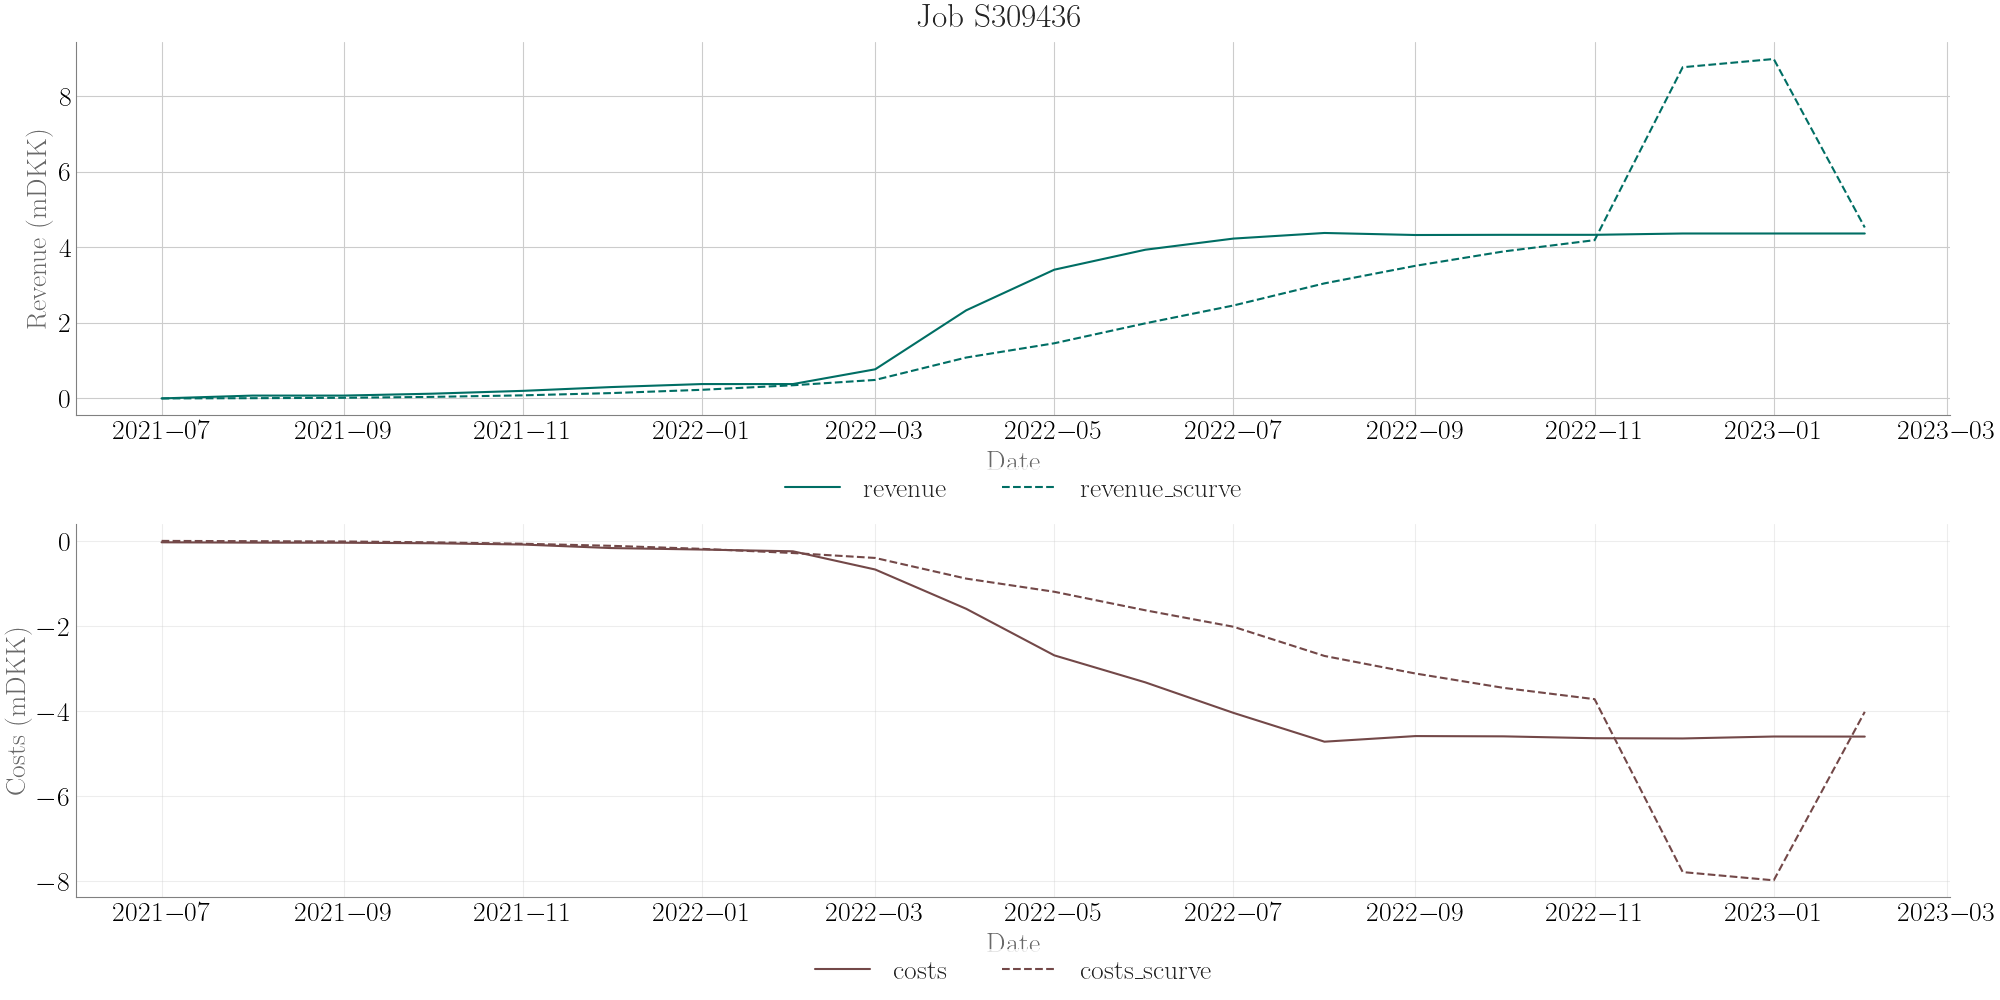 Job S309436
8
6
4
2
0
Revenue (mDKK)
2021−07 2021−09 2021−11 2022−01 2022−03 2022−05 2022−07 2022−09 2022−11 2023−01 2023−03
Date
revenue revenue_scurve
0
−2
−4
−6
−8
Costs (mDKK)
2021−07 2021−09 2021−11 2022−01 2022−03 2022−05 2022−07 2022−09 2022−11 2023−01 2023−03
Date
costs costs_scurve